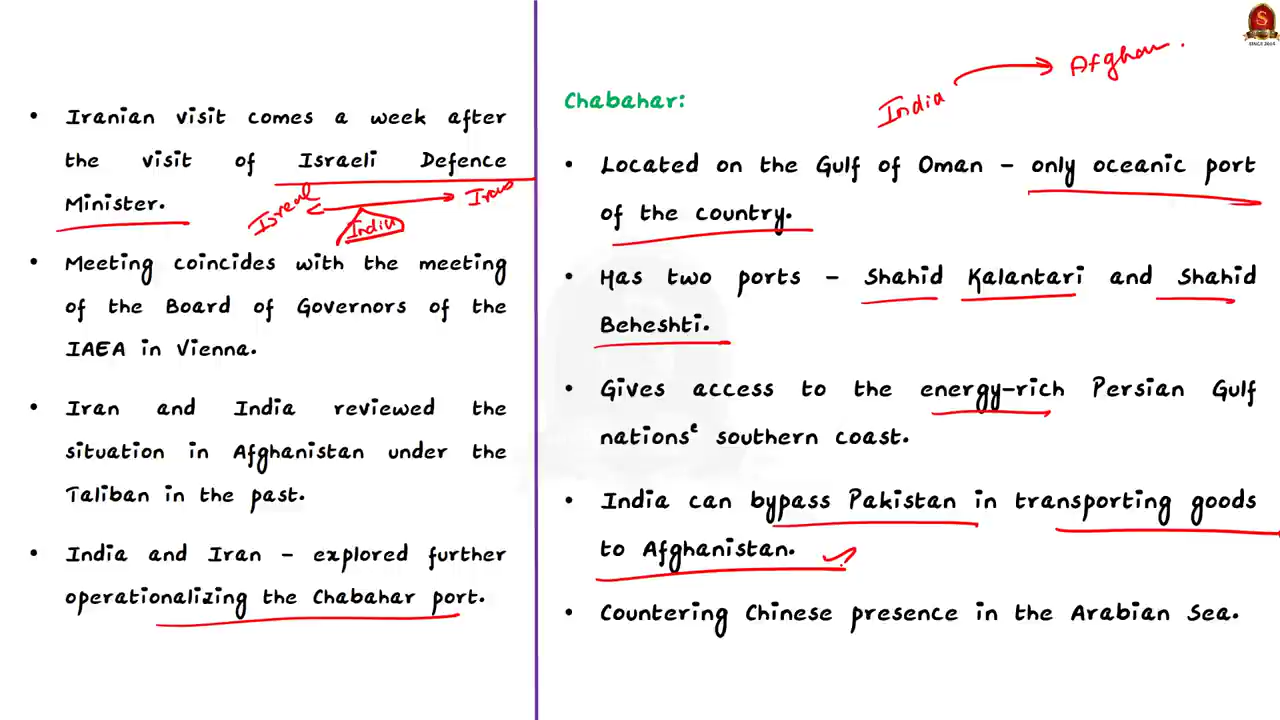 • Iranian visit comes a week after
the visit of Israeli Defence
Minister.
Isreal
Iran
India
• Meeting coincides with the meeting
of the Board of Governors of the
IAEA in Vienna.
• Iran and India reviewed the
situation in Afghanistan under the
Taliban in the past.
• India and Iran – explored further
operationalizing the Chabahar port.
India
Afghan.
Chabahar:
• Located on the Gulf of Oman – only oceanic port
of the country.
• Has two ports – Shahid Kalantari and Shahid
Beheshti.
• Gives access to the energy-rich Persian Gulf
nationsᵉ southern coast.
• India can bypass Pakistan in transporting goods
to Afghanistan.
• Countering Chinese presence in the Arabian Sea.
S
SINCE 2014